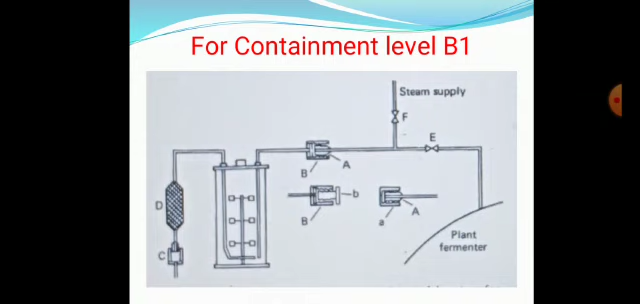 For Containment level B1
Steam supply
F
E
B
A
D
b
B
a
A
C
Plant
fermenter